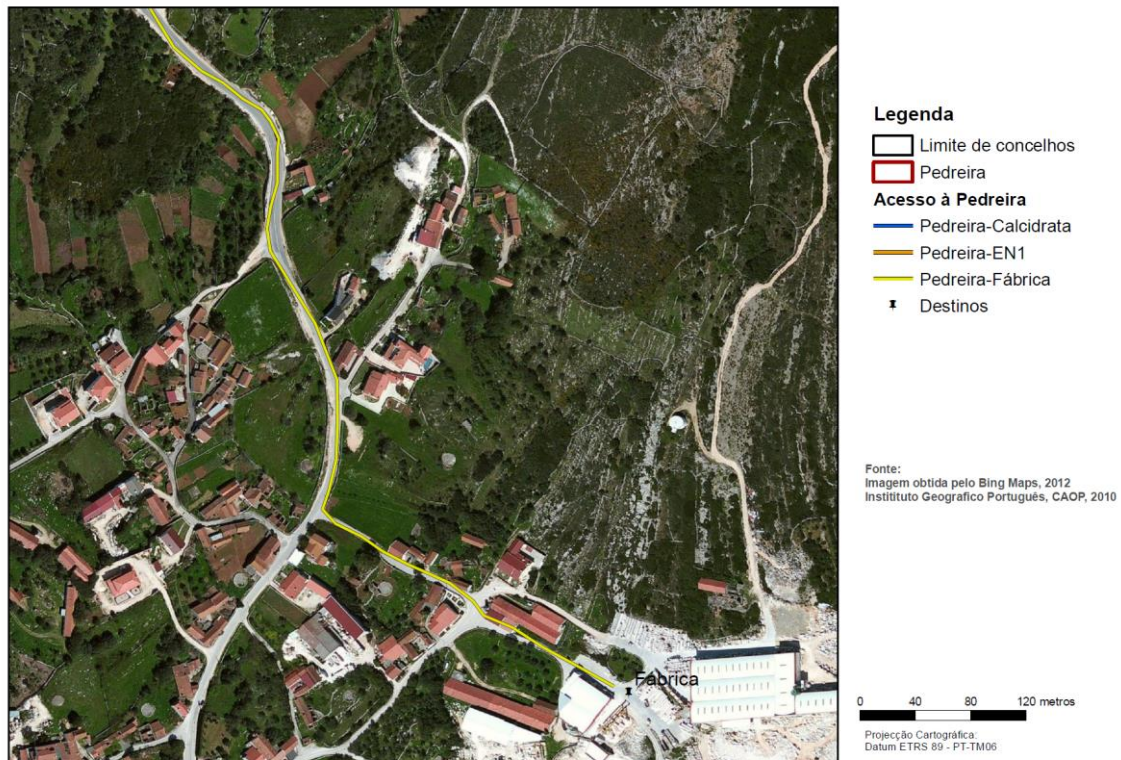 Fábrica
Legenda
Limite de concelhos
Pedreira
Acesso à Pedreira
Pedreira-Calcidrata
Pedreira-EN1
Pedreira-Fábrica
Destinos
Fonte:
Imagem obtida pelo Bing Maps, 2012
Instítituto Geografico Português, CAOP, 2010
0 40 80 120 metros
Projecção Cartográfica:
Datum ETRS 89 - PT-TM06